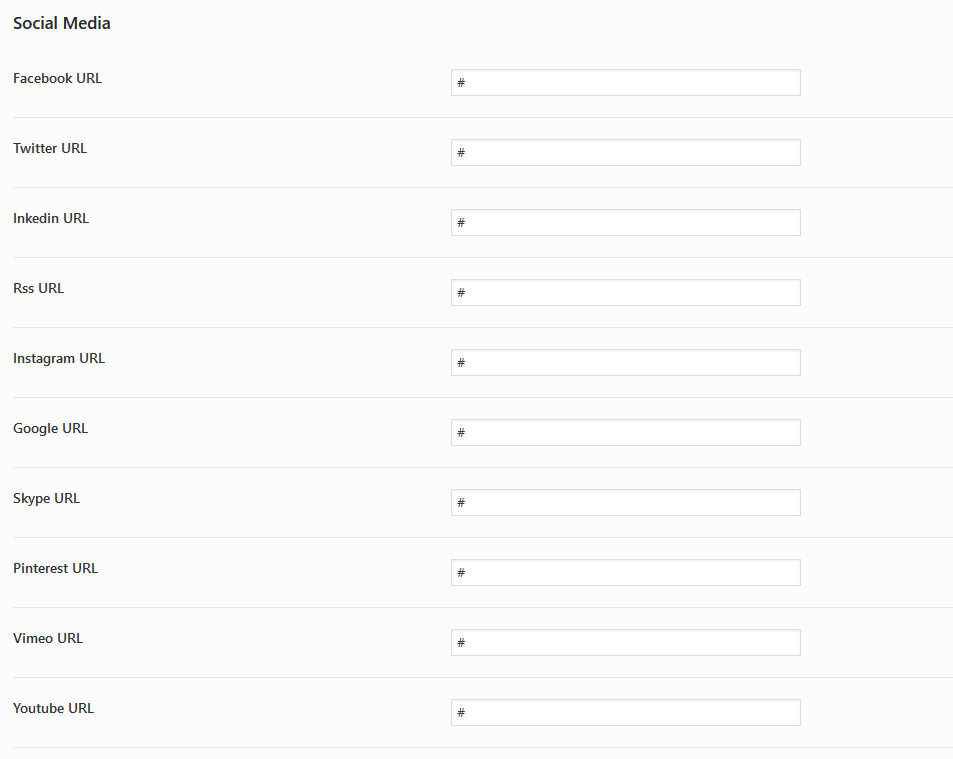 Social Media
Facebook URL #
Twitter URL #
Inkedin URL #
Rss URL #
Instagram URL #
Google URL #
Skype URL #
Pinterest URL #
Vimeo URL #
Youtube URL #